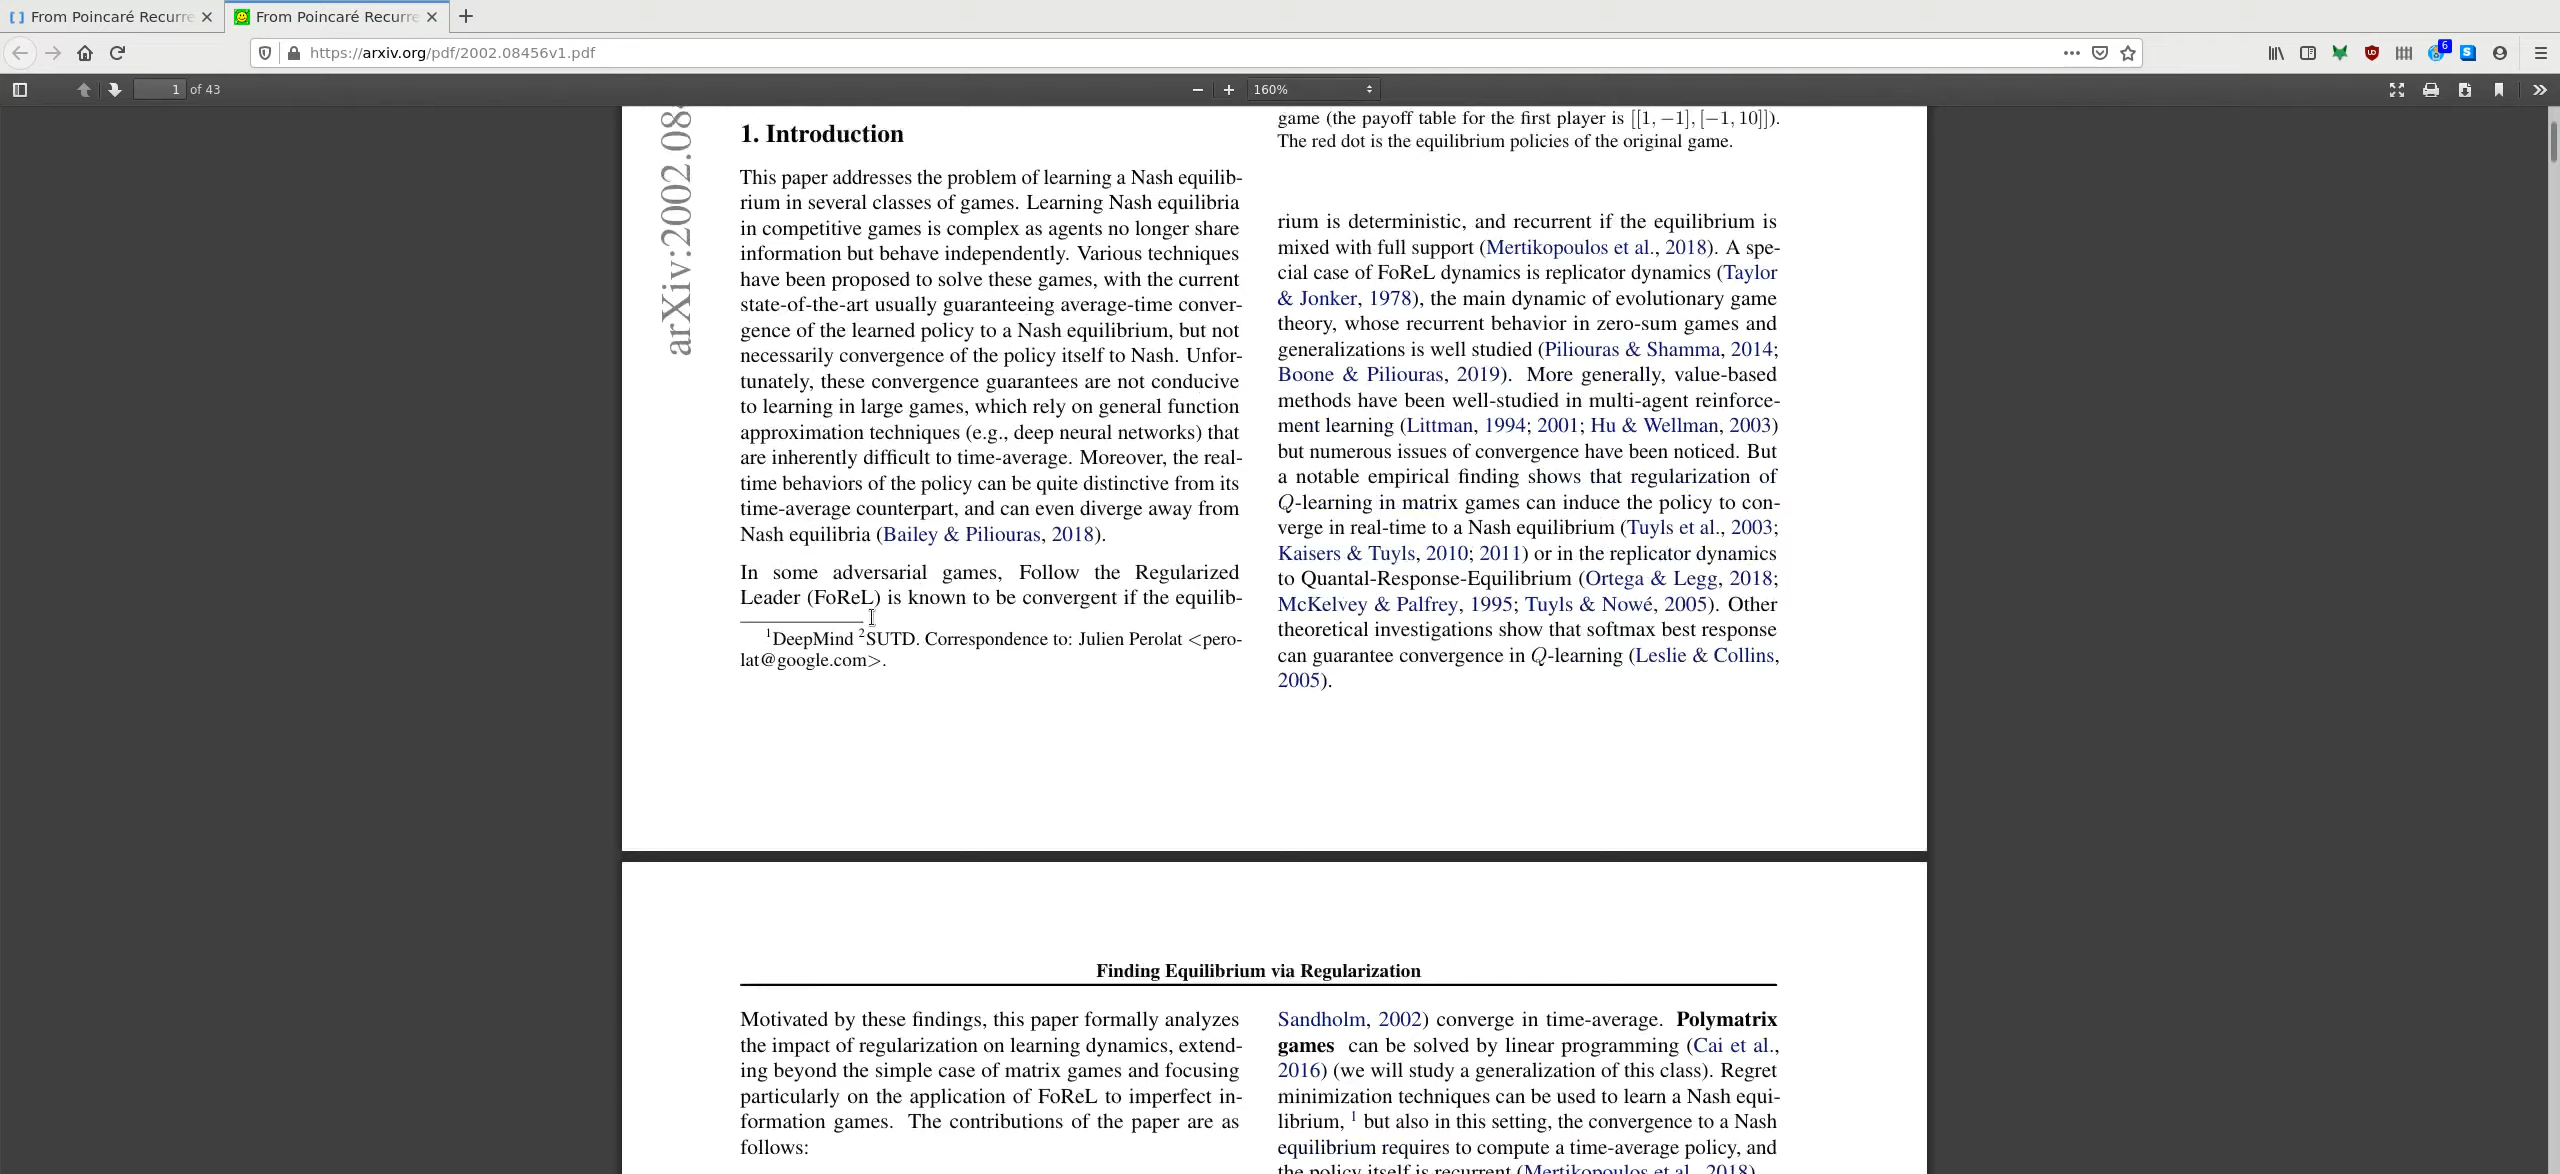 From Poincaré Recurre
From Poincaré Recurre
https://arxiv.org/pdf/2002.08456v1.pdf
6
1 of 43
160%
arXiv:2002.08
1. Introduction
This paper addresses the problem of learning a Nash equilib-
rium in several classes of games. Learning Nash equilibria
in competitive games is complex as agents no longer share
information but behave independently. Various techniques
have been proposed to solve these games, with the current
state-of-the-art usually guaranteeing average-time conver-
gence of the learned policy to a Nash equilibrium, but not
necessarily convergence of the policy itself to Nash. Unfor-
tunately, these convergence guarantees are not conducive
to learning in large games, which rely on general function
approximation techniques (e.g., deep neural networks) that
are inherently difficult to time-average. Moreover, the real-
time behaviors of the policy can be quite distinctive from its
time-average counterpart, and can even diverge away from
Nash equilibria (Bailey & Piliouras, 2018).
In some adversarial games, Follow the Regularized
Leader (FoReL) is known to be convergent if the equilib-
1DeepMind 2SUTD. Correspondence to: Julien Perolat <pero-
lat@google.com>.
game (the payoff table for the first player is [[1, −1], [−1, 10]]).
The red dot is the equilibrium policies of the original game.
rium is deterministic, and recurrent if the equilibrium is
mixed with full support (Mertikopoulos et al., 2018). A spe-
cial case of FoReL dynamics is replicator dynamics (Taylor
& Jonker, 1978), the main dynamic of evolutionary game
theory, whose recurrent behavior in zero-sum games and
generalizations is well studied (Piliouras & Shamma, 2014;
Boone & Piliouras, 2019). More generally, value-based
methods have been well-studied in multi-agent reinforce-
ment learning (Littman, 1994; 2001; Hu & Wellman, 2003)
but numerous issues of convergence have been noticed. But
a notable empirical finding shows that regularization of
Q-learning in matrix games can induce the policy to con-
verge in real-time to a Nash equilibrium (Tuyls et al., 2003;
Kaisers & Tuyls, 2010; 2011) or in the replicator dynamics
to Quantal-Response-Equilibrium (Ortega & Legg, 2018;
McKelvey & Palfrey, 1995; Tuyls & Nowé, 2005). Other
theoretical investigations show that softmax best response
can guarantee convergence in Q-learning (Leslie & Collins,
2005).
Finding Equilibrium via Regularization
Motivated by these findings, this paper formally analyzes
the impact of regularization on learning dynamics, extend-
ing beyond the simple case of matrix games and focusing
particularly on the application of FoReL to imperfect in-
formation games. The contributions of the paper are as
follows:
Sandholm, 2002) converge in time-average. Polymatrix
games can be solved by linear programming (Cai et al.,
2016) (we will study a generalization of this class). Regret
minimization techniques can be used to learn a Nash equi-
librium, 1 but also in this setting, the convergence to a Nash
equilibrium requires to compute a time-average policy, and
the policy itself is recurrent (Mertikopoulos et al., 2018).